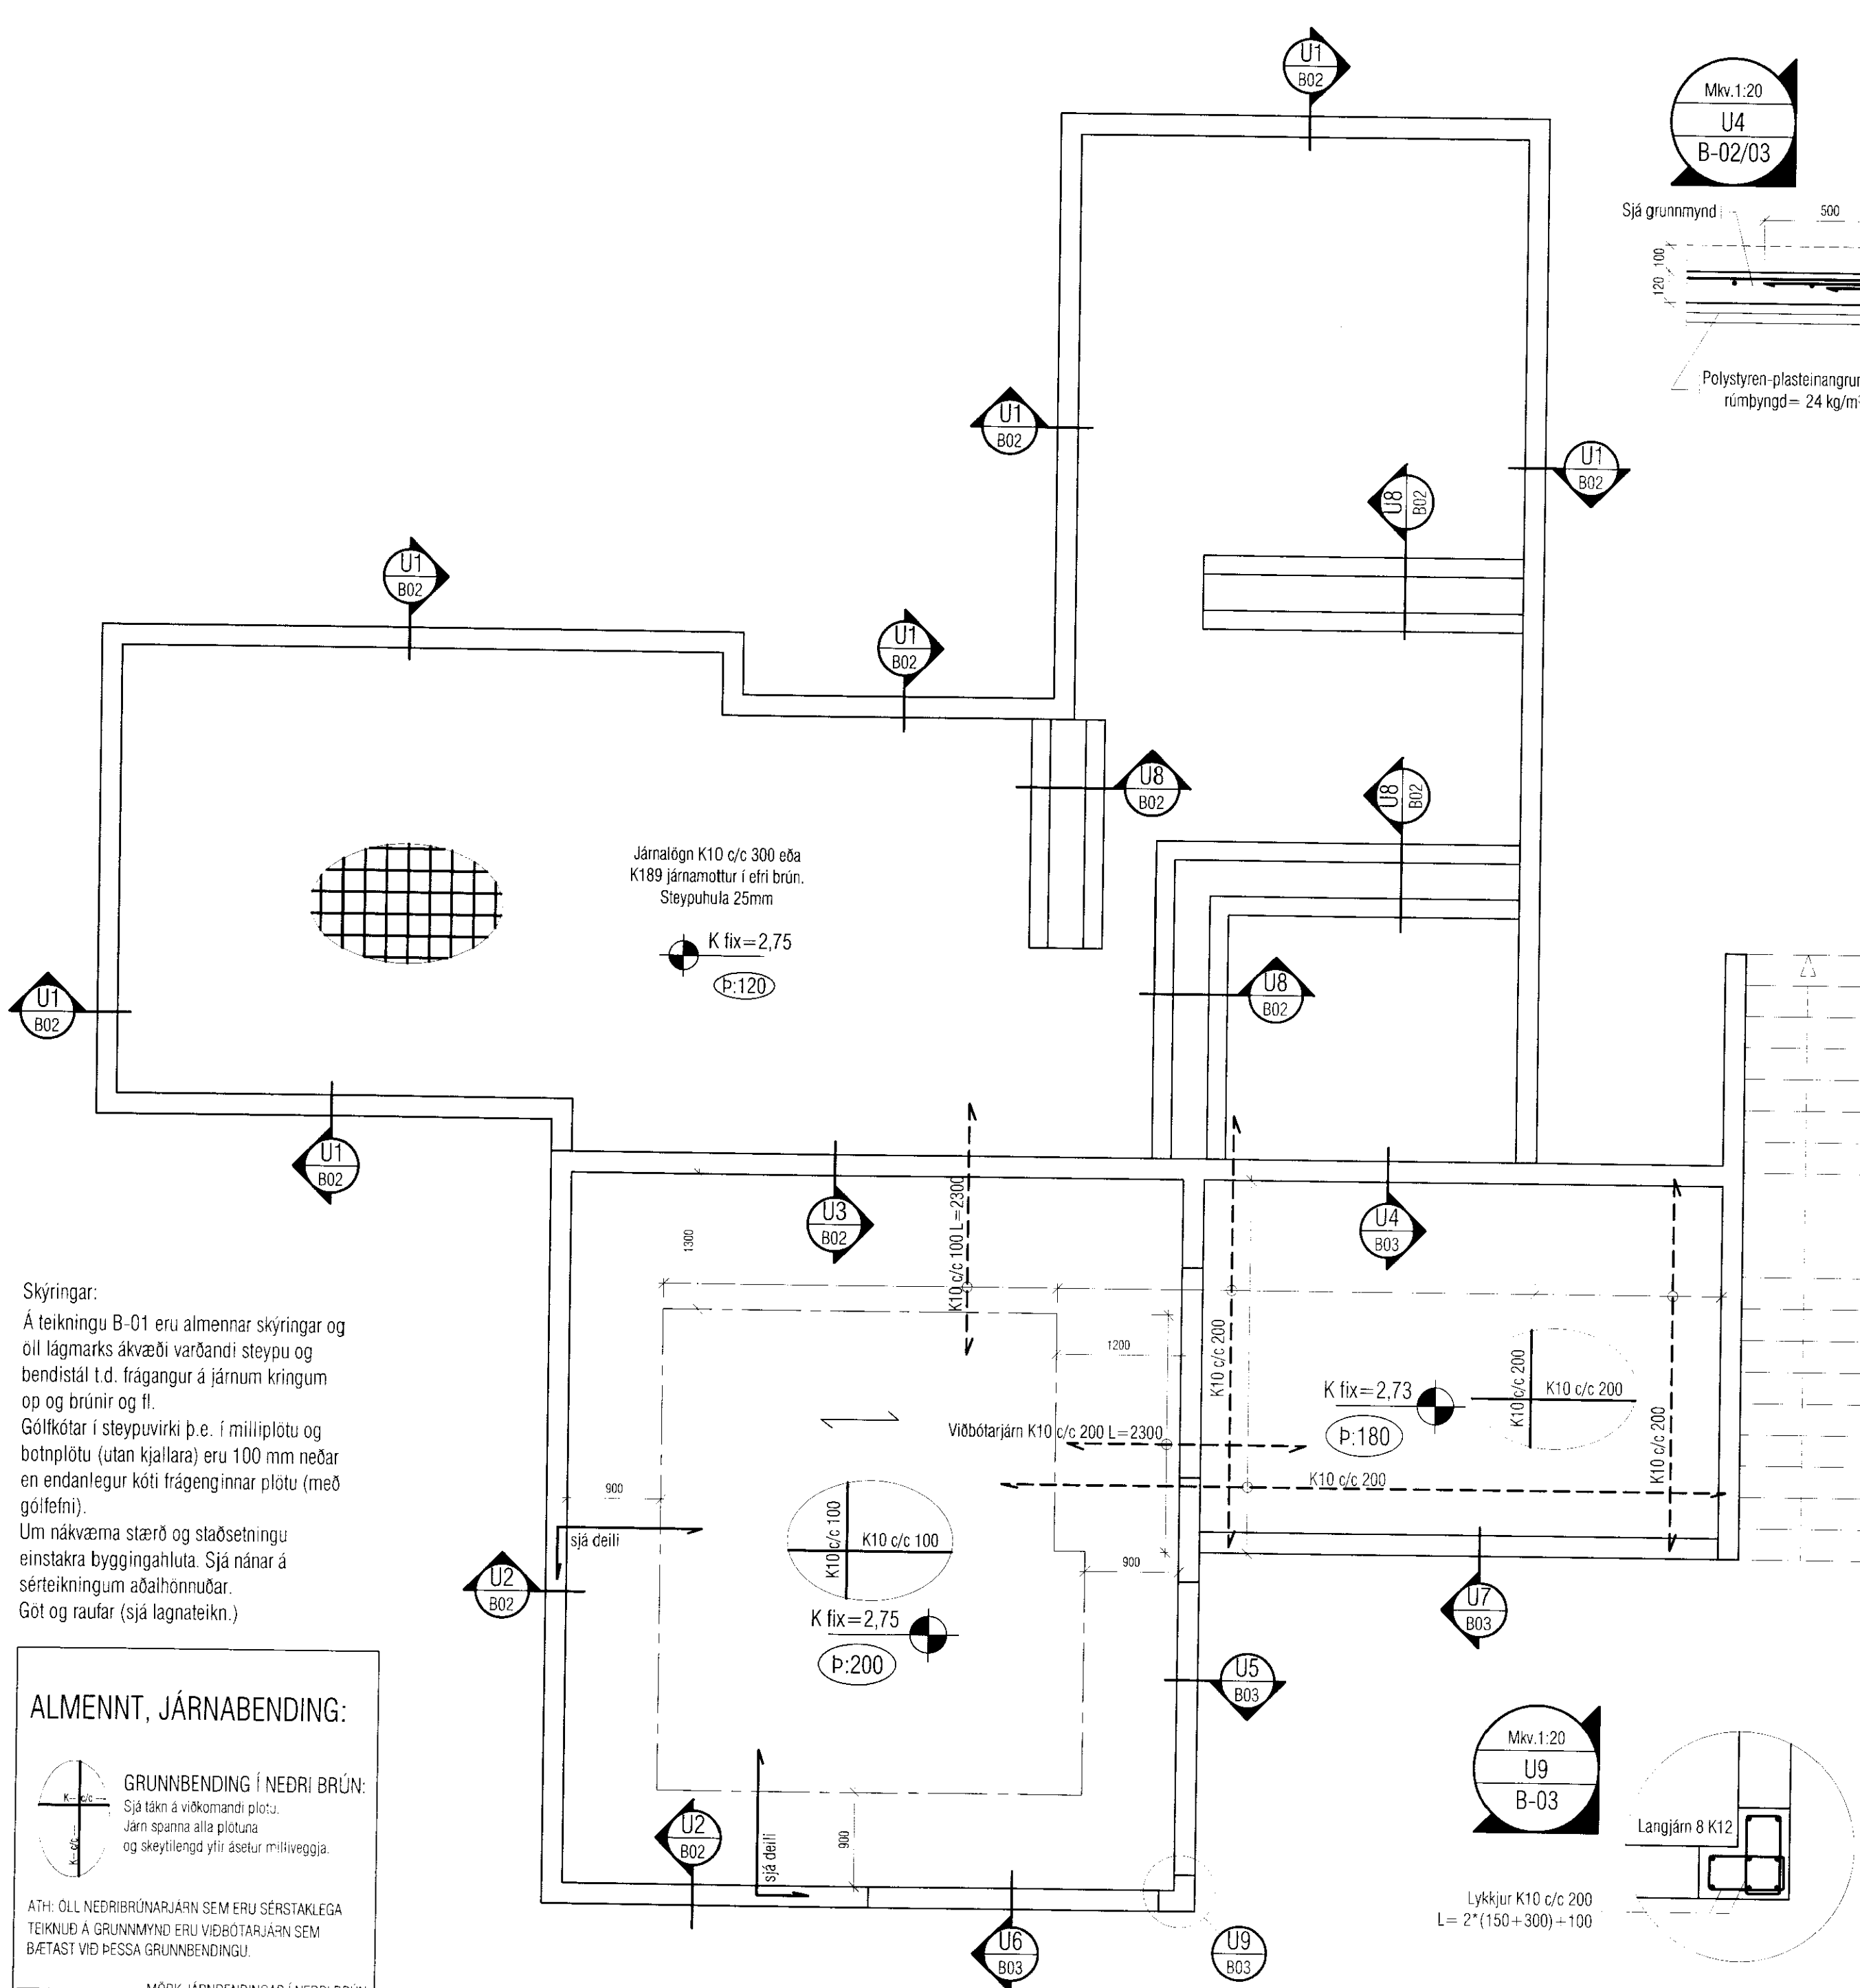 U1
B02
Mkv.1:20
U4
B-02/03
Sjá grunnmynd
500
100
120
Polystyren-plasteinangrun
rúmþyngd= 24 kg/m³
U1
B02
U1
B02
U8
B02
U1
B02
U1
B02
U8
B02
U8
B02
Járnalögn K10 c/c 300 eða
K189 járnamottur í efri brún.
Steypuhula 25mm
K fix=2,75
Þ:120
U1
B02
U8
B02
U1
B02
U3
B02
U4
B03
K10 c/c 100 L=2300
1300
1200
K10 c/c 200
K10 c/c 200
K10 c/c 200
K fix=2,73
Þ:180
K10 c/c 200
Viðbótarjárn K10 c/c 200 L=2300
K10 c/c 200
900
sjá deili
K10 c/c 100
K10 c/c 100
900
U2
B02
K fix=2,75
Þ:200
U7
B03
U5
B03
Skýringar:
Á teikningu B-01 eru almennar skýringar og
öll lágmarks ákvæði varðandi steypu og
bendistál t.d. frágangur á járnum kringum
op og brúnir og fl.
Gólfkótar í steypuvirki þ.e. í milliplötu og
botnplötu (utan kjallara) eru 100 mm neðar
en endanlegur kóti frágenginnar plötu (með
gólfefni).
Um nákvæma stærð og staðsetningu
einstakra byggingahluta. Sjá nánar á
sérteikningum aðalhönnuðar.
Göt og raufar (sjá lagnateikn.)
ALMENNT, JÁRNABENDING:
K-- c/c --
K-- c/c --
GRUNNBENDING Í NEÐRI BRÚN:
Sjá tákn á viðkomandi plötu.
Járn spanna alla plötuna
og skeytilengd yfir ásetur milliveggja.
ATH: ÖLL NEÐRIBRÚNARJÁRN SEM ERU SÉRSTAKLEGA
TEIKNUÐ Á GRUNNMYND ERU VIÐBÓTARJÁRN SEM
BÆTAST VIÐ ÞESSA GRUNNBENDINGU.
MÖRK JÁRNBENDINGAR Í NEÐRI BRÚN
U2
B02
sjá deili
900
U6
B03
U9
B03
Mkv.1:20
U9
B-03
Langjárn 8 K12
Lykkjur K10 c/c 200
L= 2*(150+300)+100